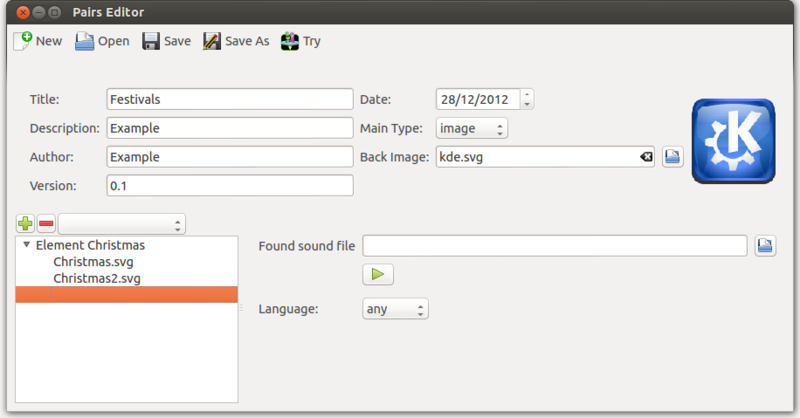 Pairs Editor
New Open Save Save As Try
Title: Festivals Date: 28/12/2012
Description: Example Main Type: image
Author: Example Back Image: kde.svg
Version: 0.1
Element Christmas
Christmas.svg
Christmas2.svg
Found sound file
Language: any
K